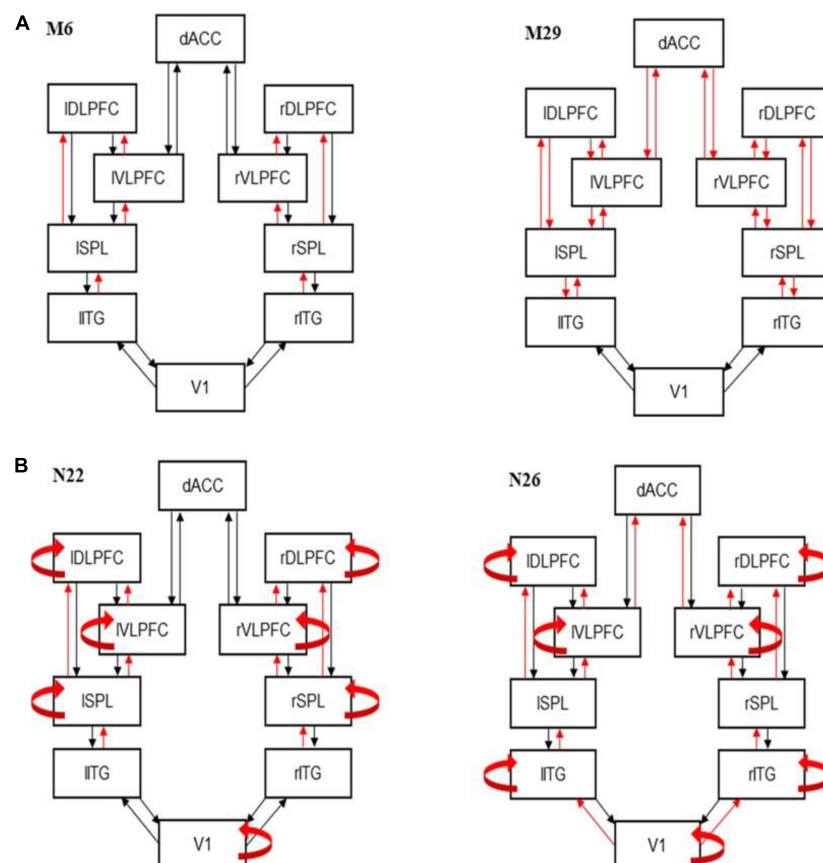 A
M6
dACC
lDLPFC
rDLPFC
lVLPFC
rVLPFC
lSPL
rSPL
lITG
rITG
V1
M29
dACC
lDLPFC
rDLPFC
lVLPFC
rVLPFC
lSPL
rSPL
lITG
rITG
V1
B
N22
dACC
lDLPFC
rDLPFC
lVLPFC
rVLPFC
lSPL
rSPL
lITG
rITG
V1
N26
dACC
lDLPFC
rDLPFC
lVLPFC
rVLPFC
lSPL
rSPL
lITG
rITG
V1